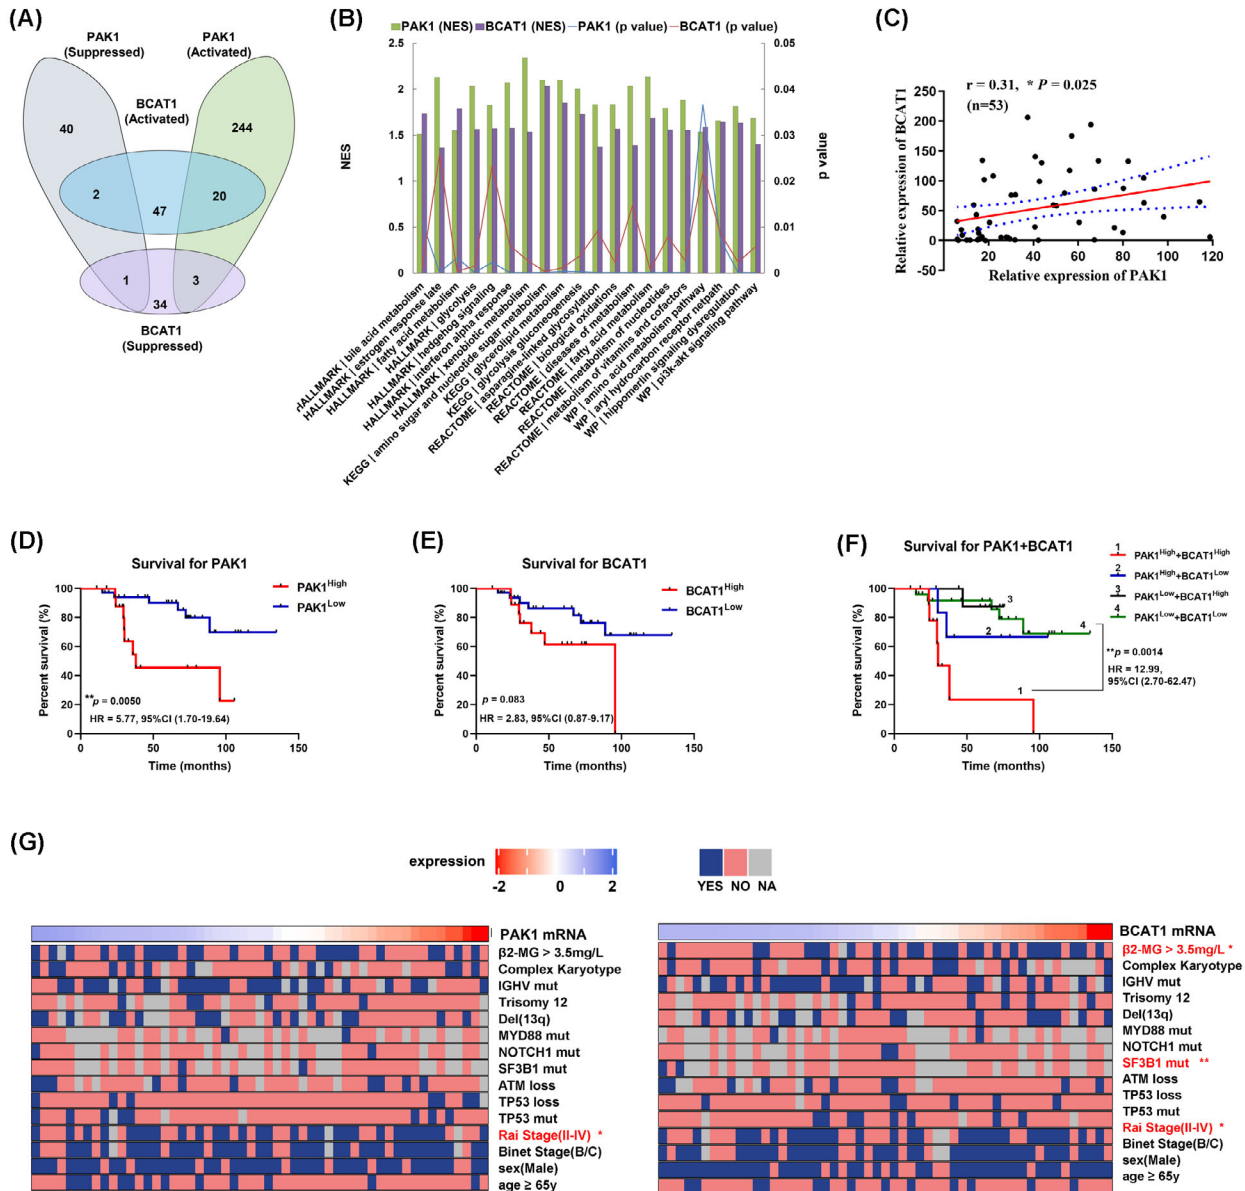 (A)
PAK1
(Suppressed)
PAK1
(Activated)
BCAT1
(Activated)
40
244
2
47
20
1
34
3
BCAT1
(Suppressed)
(B)
PAK1 (NES)
BCAT1 (NES)
PAK1 (p value)
BCAT1 (p value)
2.5
2
1.5
1
0.5
0
NES
0.05
0.04
0.03
0.02
0.01
0
p value
HALLMARK | bile acid metabolism
HALLMARK | estrogen response late
HALLMARK | fatty acid metabolism
HALLMARK | glycolysis
HALLMARK | hedgehog signaling
HALLMARK | interferon alpha response
HALLMARK | xenobiotic metabolism
KEGG | amino sugar and nucleotide sugar metabolism
KEGG | glycerolipid metabolism
KEGG | glycolysis gluconeogenesis
REACTOME | asparagine-linked glycosylation
REACTOME | biological oxidations
REACTOME | diseases of metabolism
REACTOME | fatty acid metabolism
REACTOME | metabolism of nucleotides
REACTOME | metabolism of vitamins and cofactors
WP | amino acid metabolism pathway
WP | aryl hydrocarbon receptor netpath
WP | hippomerlin signaling dysregulation
WP | pi3k-akt signaling pathway
(C)
r = 0.31, * P = 0.025
(n=53)
250
200
150
100
50
0
-50
Relative expression of BCAT1
20
40
60
80
100
120
Relative expression of PAK1
(D)
Survival for PAK1
PAK1High
PAK1Low
100
80
60
40
20
0
Percent survival (%)
**p = 0.0050
HR = 5.77, 95%CI (1.70-19.64)
0
50
100
150
Time (months)
(E)
Survival for BCAT1
BCAT1High
BCAT1Low
100
80
60
40
20
0
Percent survival (%)
p = 0.083
HR = 2.83, 95%CI (0.87-9.17)
0
50
100
150
Time (months)
(F)
Survival for PAK1+BCAT1
1
PAK1High+BCAT1High
2
PAK1High+BCAT1Low
3
PAK1Low+BCAT1High
4
PAK1Low+BCAT1Low
100
80
60
40
20
0
Percent survival (%)
3
4
2
1
**p = 0.0014
HR = 12.99,
95%CI (2.70-62.47)
0
50
100
150
Time (months)
(G)
expression
-2
0
2
YES
NO
NA
PAK1 mRNA
β2-MG > 3.5mg/L
Complex Karyotype
IGHV mut
Trisomy 12
Del(13q)
MYD88 mut
NOTCH1 mut
SF3B1 mut
ATM loss
TP53 loss
TP53 mut
Rai Stage(II-IV) *
Binet Stage(B/C)
sex(Male)
age ≥ 65y
BCAT1 mRNA
β2-MG > 3.5mg/L *
Complex Karyotype
IGHV mut
Trisomy 12
Del(13q)
MYD88 mut
NOTCH1 mut
SF3B1 mut **
ATM loss
TP53 loss
TP53 mut
Rai Stage(II-IV) *
Binet Stage(B/C)
sex(Male)
age ≥ 65y